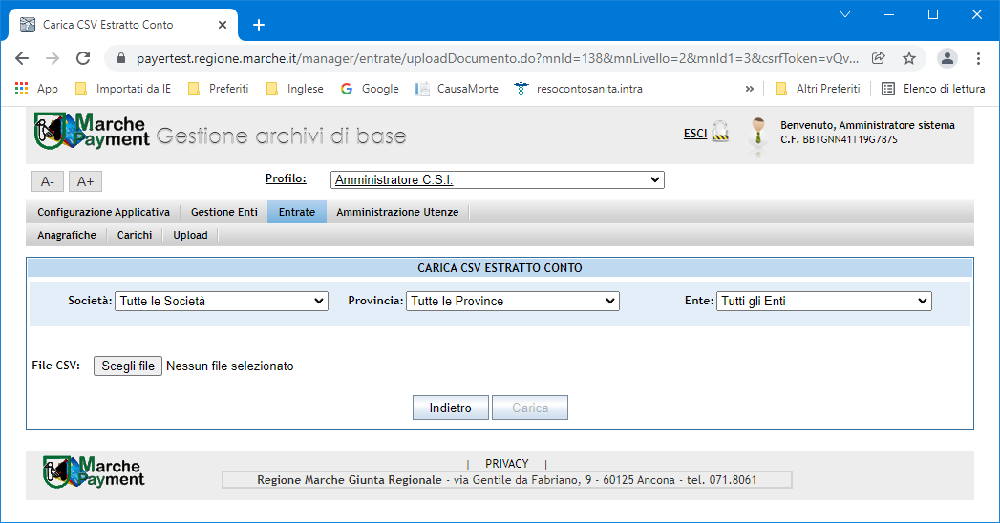 Carica CSV Estratto Conto
payertest.regione.marche.it/manager/entrate/uploadDocumento.do?mnId=138&mnLivello=2&mnId1=3&csrfToken=vQv...
App Importati da IE Preferiti Inglese Google CausaMorte resocontosanita.intra » Altri Preferiti Elenco di lettura
Marche Payment Gestione archivi di base
ESCI
Benvenuto, Amministratore sistema
C.F. BBTGNN41T19G787S
A- A+ Profilo: Amministratore C.S.I.
Configurazione Applicativa Gestione Enti Entrate Amministrazione Utenze
Anagrafiche Carichi Upload
CARICA CSV ESTRATTO CONTO
Società: Tutte le Società Provincia: Tutte le Province Ente: Tutti gli Enti
File CSV: Scegli file Nessun file selezionato
Indietro Carica
Marche Payment
| PRIVACY |
Regione Marche Giunta Regionale - via Gentile da Fabriano, 9 - 60125 Ancona - tel. 071.8061